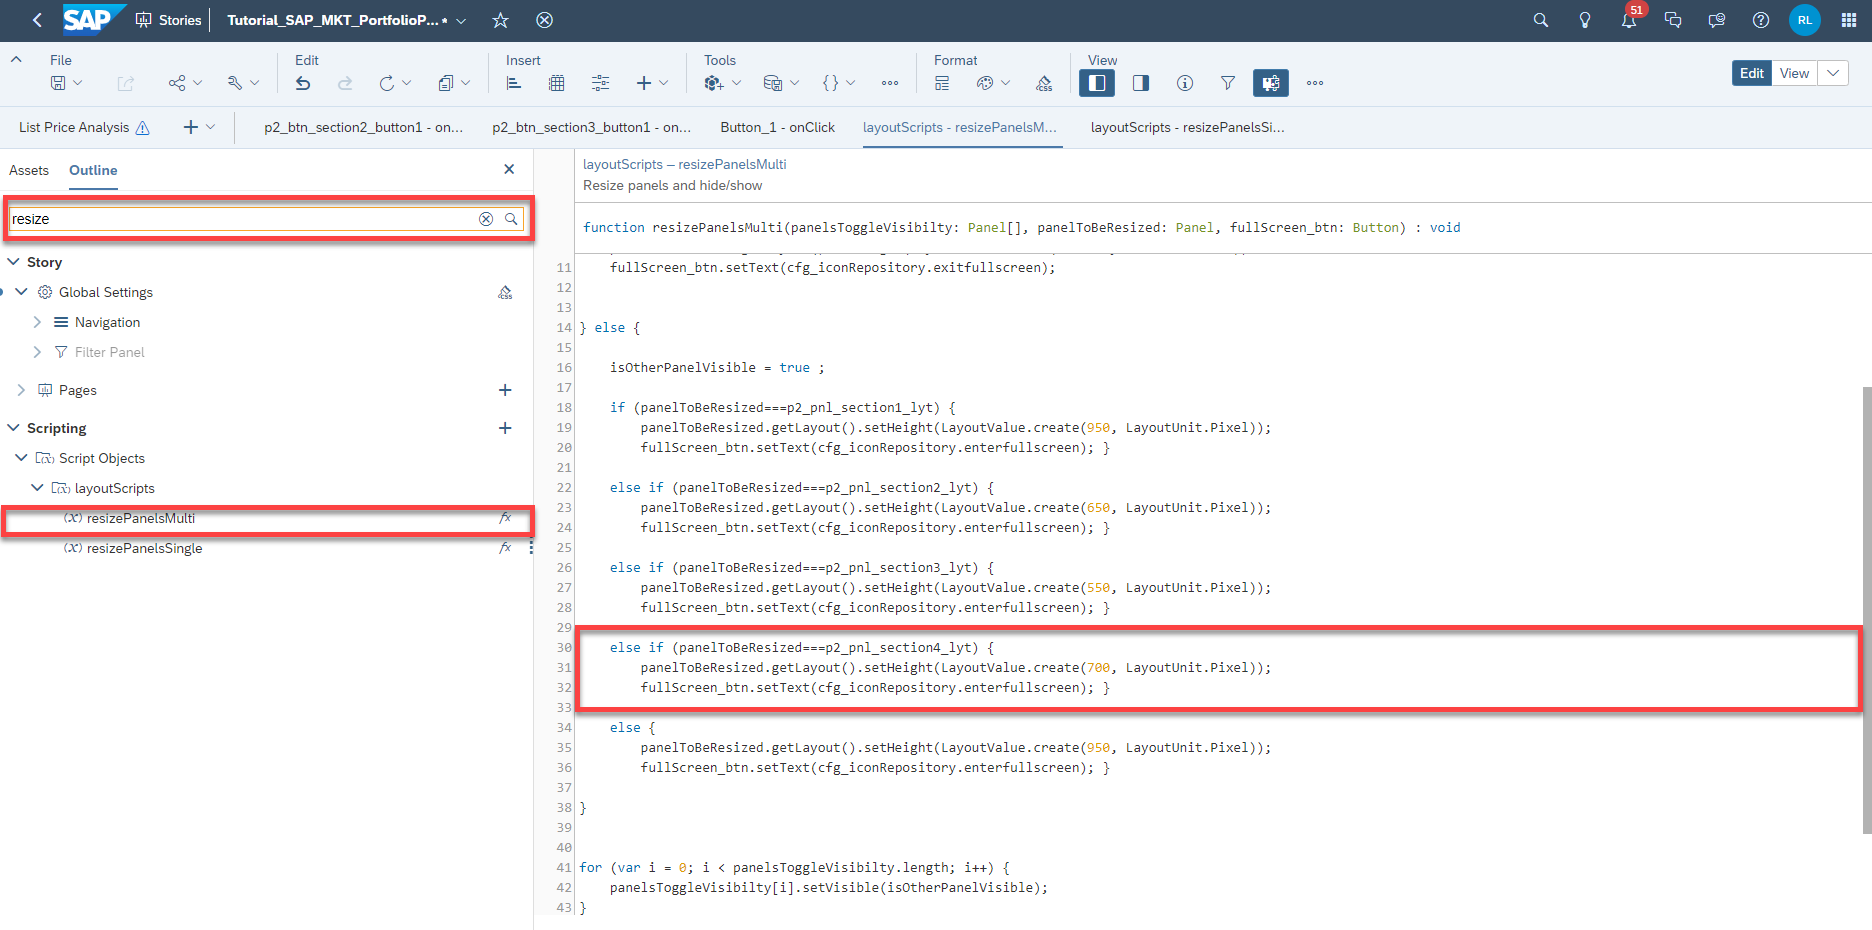 SAP Stories Tutorial_SAP_MKT_PortfolioP...* 51 RL
File Edit Insert Tools Format View
Edit View
List Price Analysis p2_btn_section2_button1 - on... p2_btn_section3_button1 - on... Button_1 - onClick layoutScripts - resizePanelsM... layoutScripts - resizePanelsSi...
Assets Outline
resize
Story
Global Settings
Navigation
Filter Panel
Pages
Scripting
Script Objects
layoutScripts
(x) resizePanelsMulti fx
(x) resizePanelsSingle fx
layoutScripts – resizePanelsMulti
Resize panels and hide/show
function resizePanelsMulti(panelsToggleVisibilty: Panel[], panelToBeResized: Panel, fullScreen_btn: Button) : void
11 fullScreen_btn.setText(cfg_iconRepository.exitfullscreen);
12
13
14 } else {
15
16 isOtherPanelVisible = true ;
17
18 if (panelToBeResized===p2_pnl_section1_lyt) {
19 panelToBeResized.getLayout().setHeight(LayoutValue.create(950, LayoutUnit.Pixel));
20 fullScreen_btn.setText(cfg_iconRepository.enterfullscreen); }
21
22 else if (panelToBeResized===p2_pnl_section2_lyt) {
23 panelToBeResized.getLayout().setHeight(LayoutValue.create(650, LayoutUnit.Pixel));
24 fullScreen_btn.setText(cfg_iconRepository.enterfullscreen); }
25
26 else if (panelToBeResized===p2_pnl_section3_lyt) {
27 panelToBeResized.getLayout().setHeight(LayoutValue.create(550, LayoutUnit.Pixel));
28 fullScreen_btn.setText(cfg_iconRepository.enterfullscreen); }
29
30 else if (panelToBeResized===p2_pnl_section4_lyt) {
31 panelToBeResized.getLayout().setHeight(LayoutValue.create(700, LayoutUnit.Pixel));
32 fullScreen_btn.setText(cfg_iconRepository.enterfullscreen); }
33
34 else {
35 panelToBeResized.getLayout().setHeight(LayoutValue.create(950, LayoutUnit.Pixel));
36 fullScreen_btn.setText(cfg_iconRepository.enterfullscreen); }
37
38 }
39
40
41 for (var i = 0; i < panelsToggleVisibilty.length; i++) {
42 panelsToggleVisibilty[i].setVisible(isOtherPanelVisible);
43 }